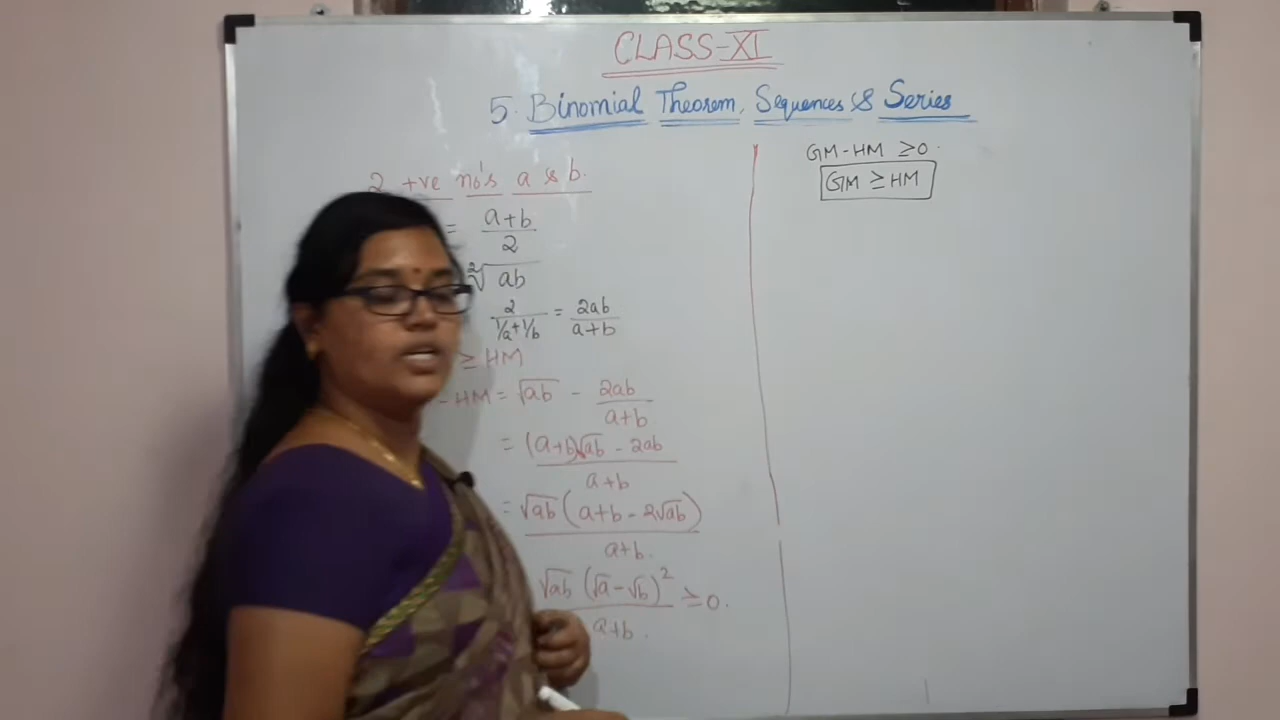 CLASS-XI
5. Binomial Theorem, Sequences & Series
2 +ve no's a & b.
= a+b/2
²√ab
2/(1/a+1/b) = 2ab/(a+b)
≥ HM
- HM = √ab - 2ab/(a+b)
= ((a+b)√ab - 2ab)/(a+b)
= √ab(a+b - 2√ab)/(a+b).
√ab (√a-√b)²/(a+b). ≥0.
GM-HM ≥0.
GM ≥ HM